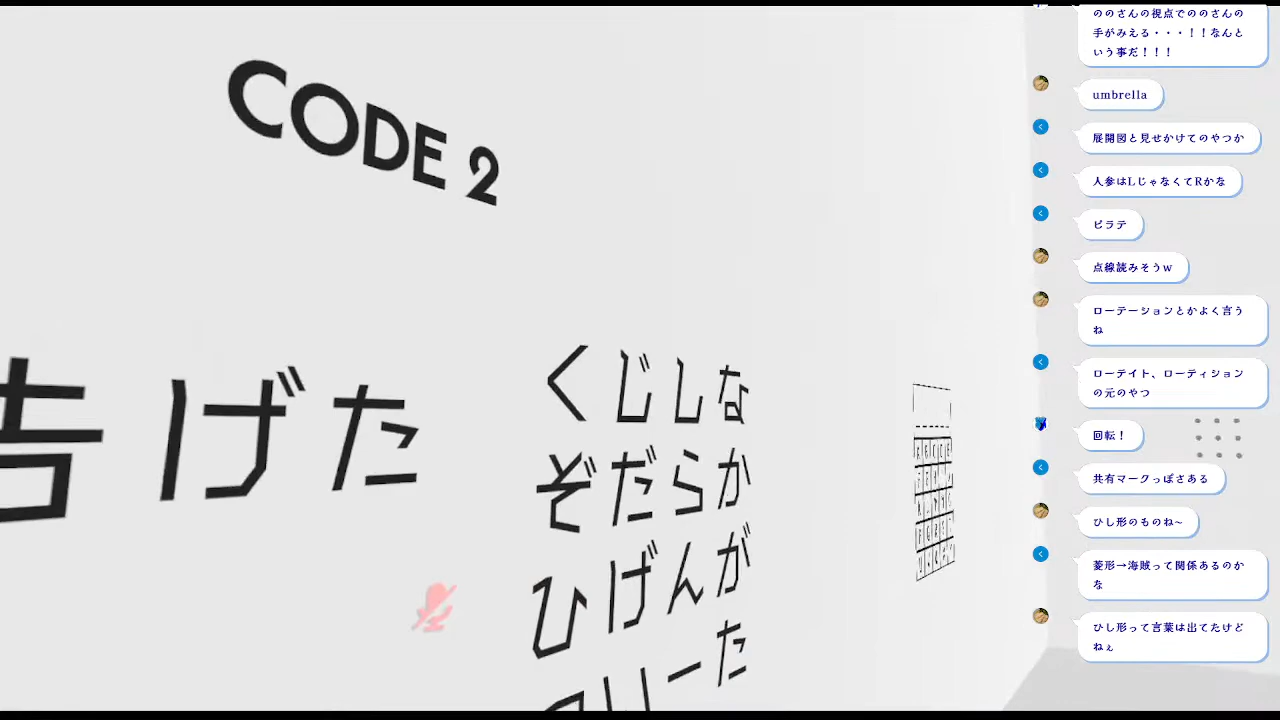 CODE 2
告げた
くじしな
ぞだらか
ひげんが
ーた
ののさんの視点でののさんの
手がみえる・・・！！なんと
いう事だ！！！
umbrella
展開図と見せかけてのやつか
人参はLじゃなくてRかな
ピラテ
点線読みそうw
ローテーションとかよく言う
ね
ローテイト、ローティション
の元のやつ
回転！
共有マークっぽさある
ひし形のものね~
菱形→海賊って関係あるのか
な
ひし形って言葉は出てたけど
ねぇ